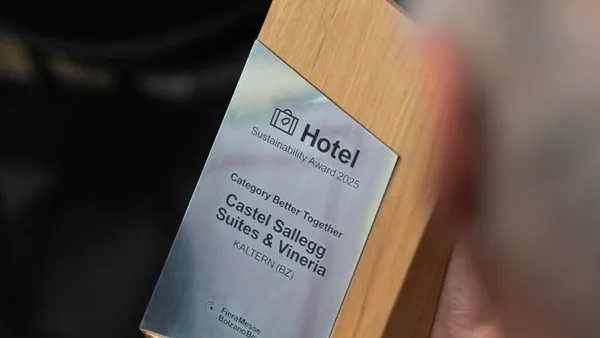 Hotel
Sustainability Award 2025
Category Better Together
Castel Sallegg
Suites & Vineria
KALTERN (BZ)
FieraMesse